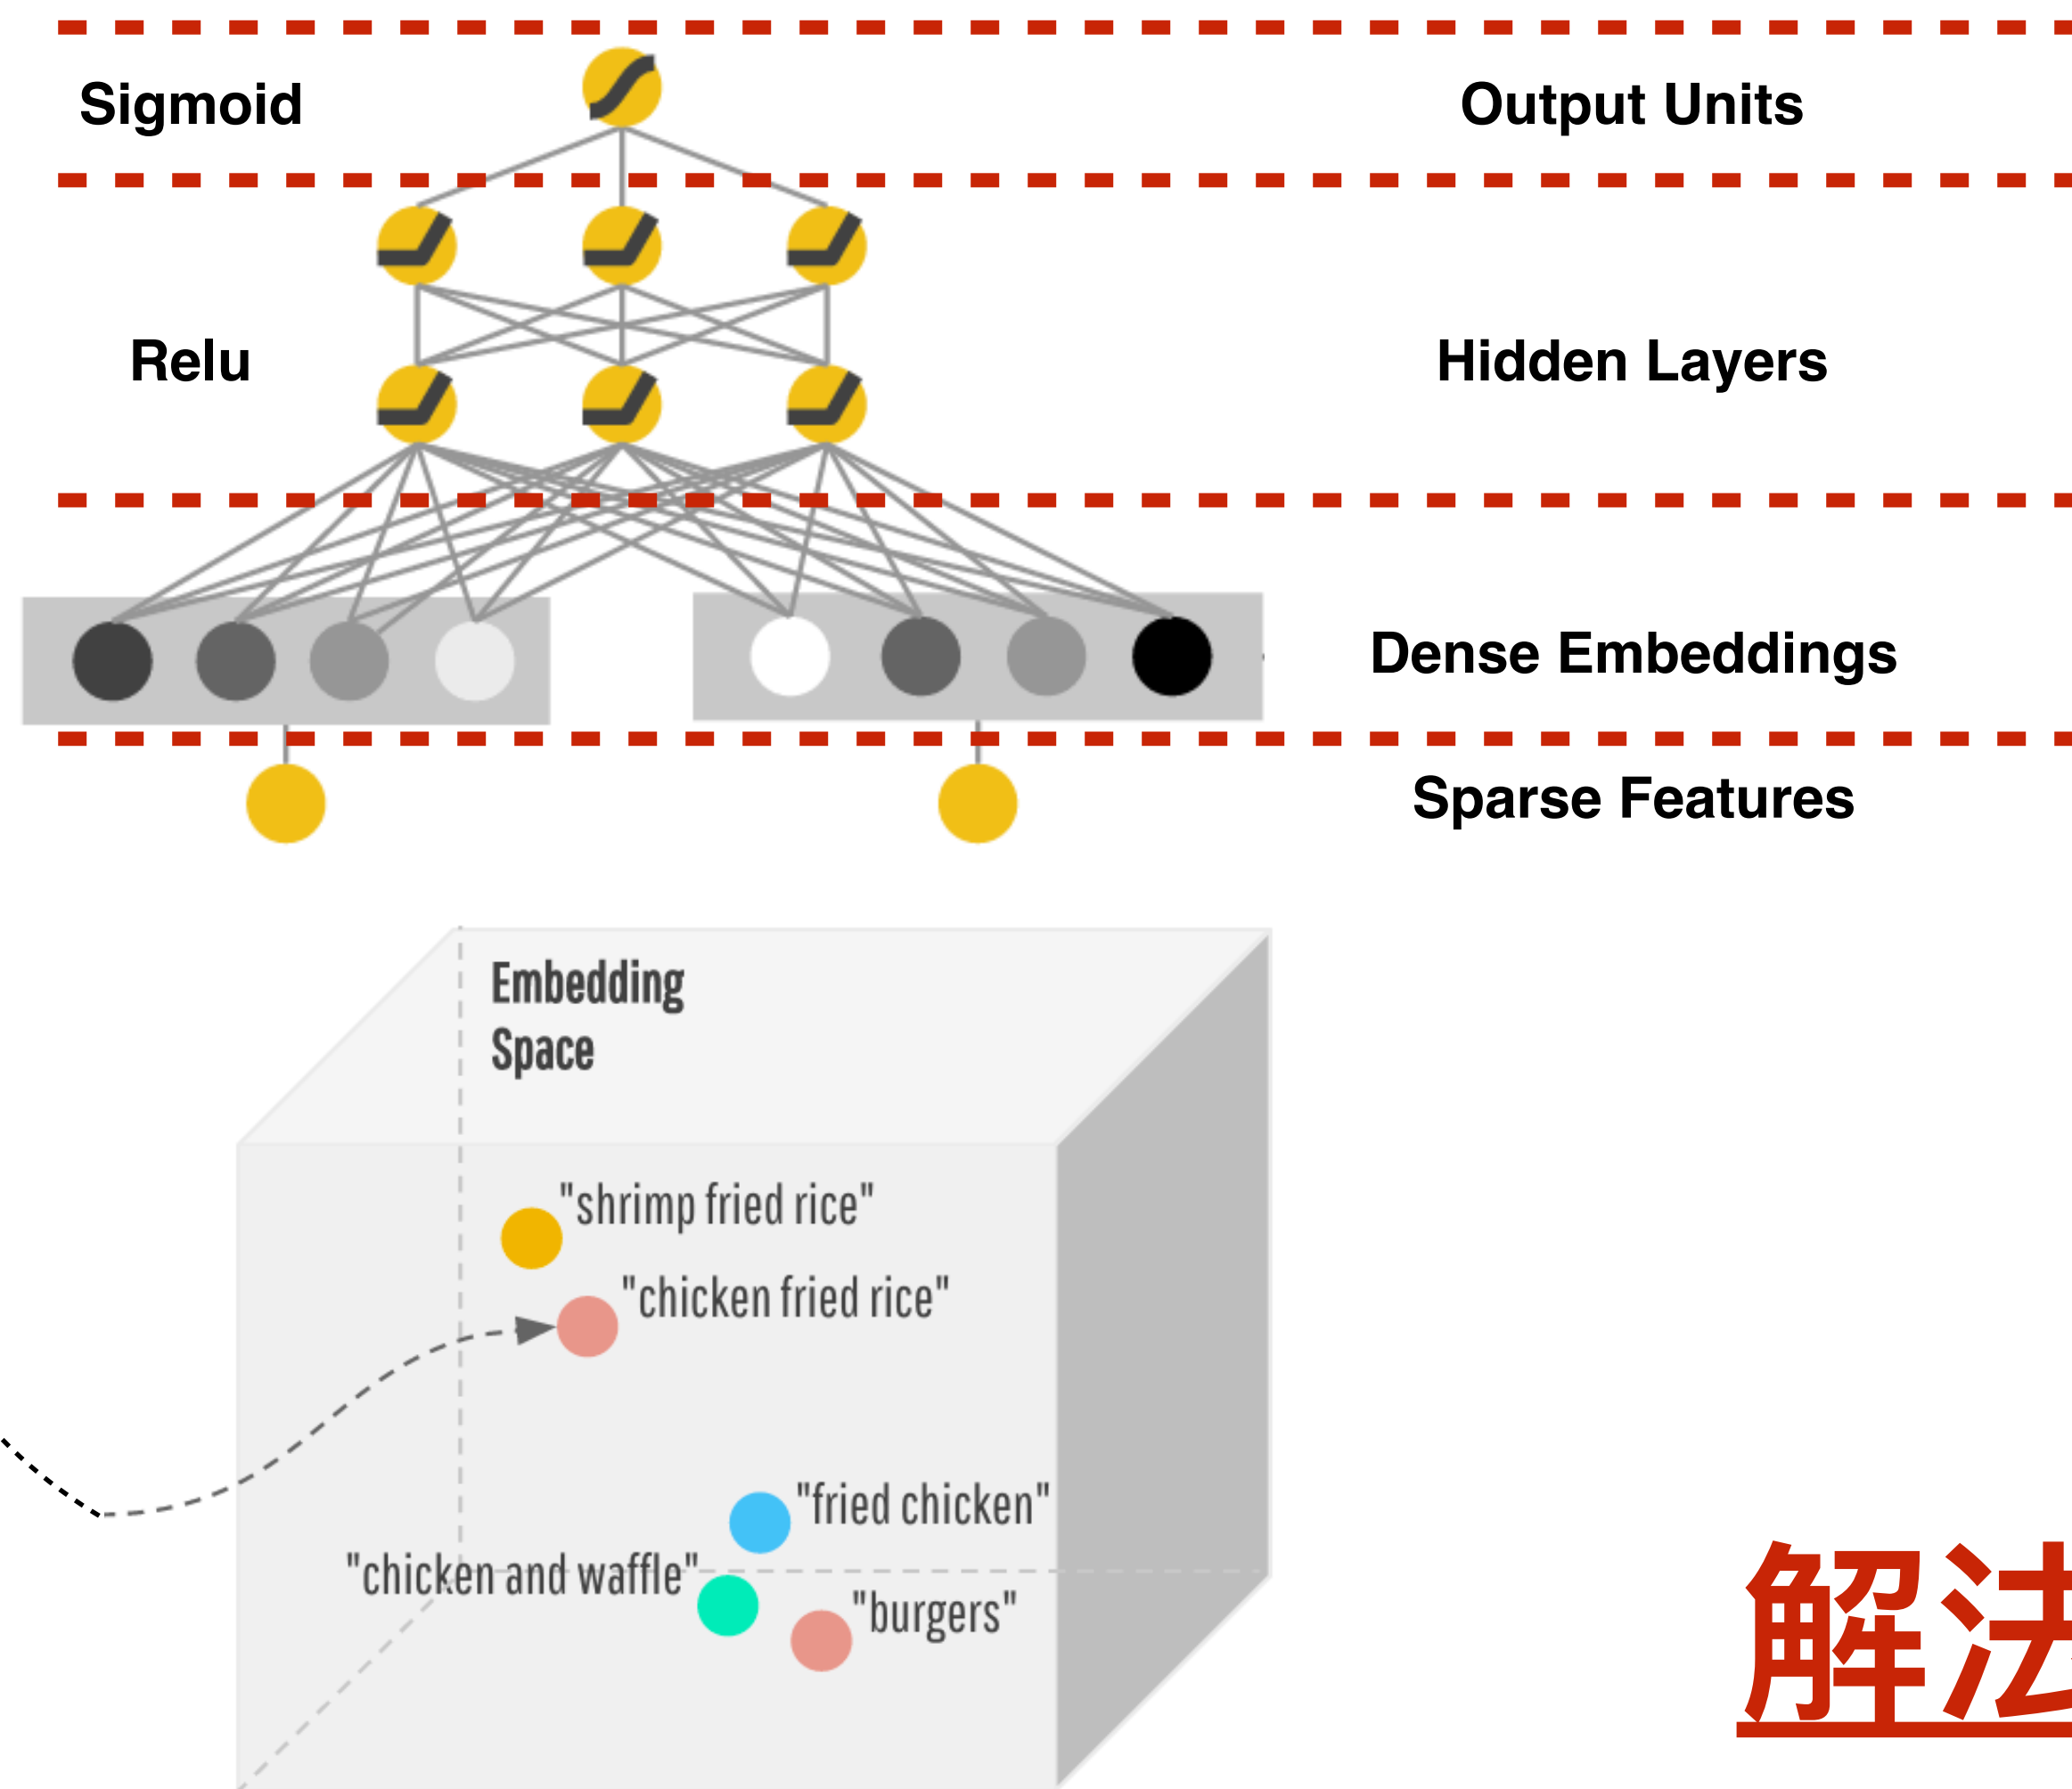 Sigmoid
Output Units
Relu
Hidden Layers
Dense Embeddings
Sparse Features
Embedding
Space
"shrimp fried rice"
"chicken fried rice"
"fried chicken"
"chicken and waffle"
"burgers"
解法